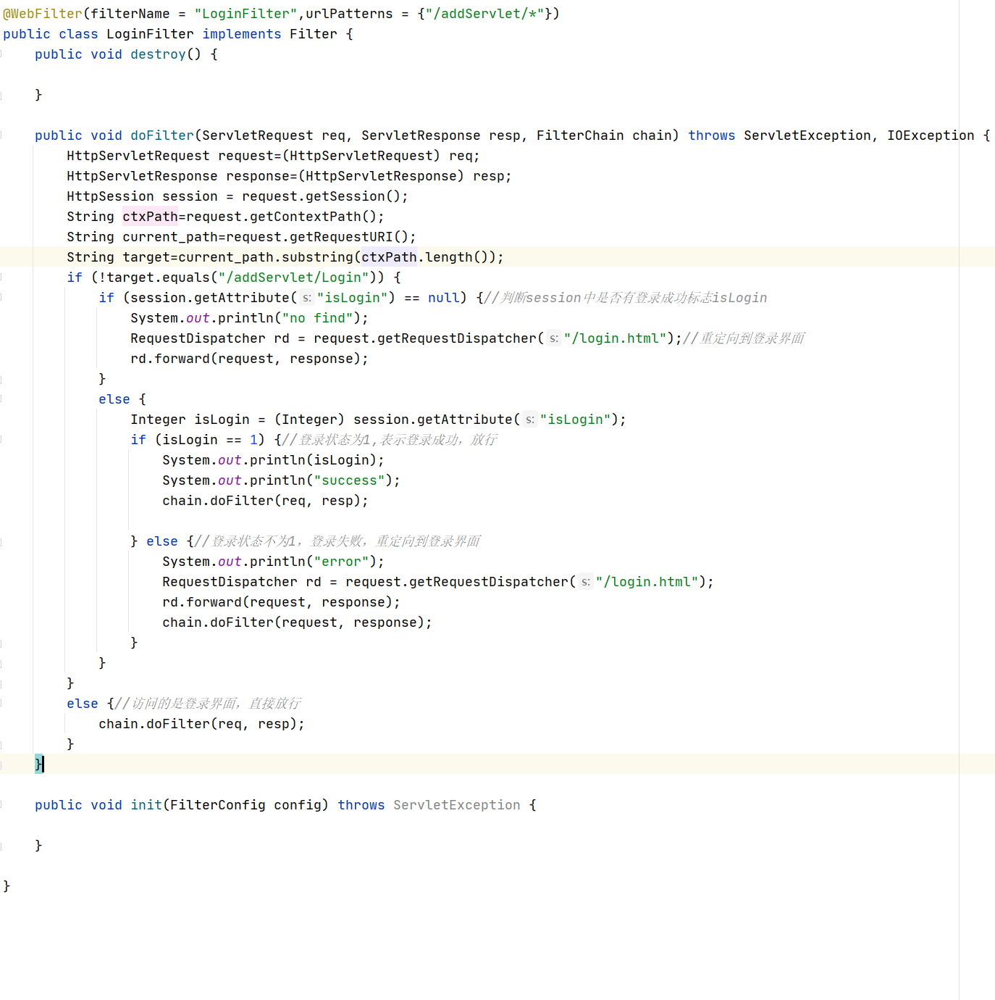 @WebFilter(filterName = "LoginFilter",urlPatterns = {"/addServlet/*"})
public class LoginFilter implements Filter {
    public void destroy() {

    }

    public void doFilter(ServletRequest req, ServletResponse resp, FilterChain chain) throws ServletException, IOException {
        HttpServletRequest request=(HttpServletRequest) req;
        HttpServletResponse response=(HttpServletResponse) resp;
        HttpSession session = request.getSession();
        String ctxPath=request.getContextPath();
        String current_path=request.getRequestURI();
        String target=current_path.substring(ctxPath.length());
        if (!target.equals("/addServlet/Login")) {
            if (session.getAttribute( s: "isLogin") == null) {//判断session中是否有登录成功标志isLogin
                System.out.println("no find");
                RequestDispatcher rd = request.getRequestDispatcher( s: "/login.html");//重定向到登录界面
                rd.forward(request, response);
            }
            else {
                Integer isLogin = (Integer) session.getAttribute( s: "isLogin");
                if (isLogin == 1) {//登录状态为1,表示登录成功，放行
                    System.out.println(isLogin);
                    System.out.println("success");
                    chain.doFilter(req, resp);

                } else {//登录状态不为1，登录失败，重定向到登录界面
                    System.out.println("error");
                    RequestDispatcher rd = request.getRequestDispatcher( s: "/login.html");
                    rd.forward(request, response);
                    chain.doFilter(request, response);
                }
            }
        }
        else {//访问的是登录界面，直接放行
            chain.doFilter(req, resp);
        }
    }

    public void init(FilterConfig config) throws ServletException {

    }

}